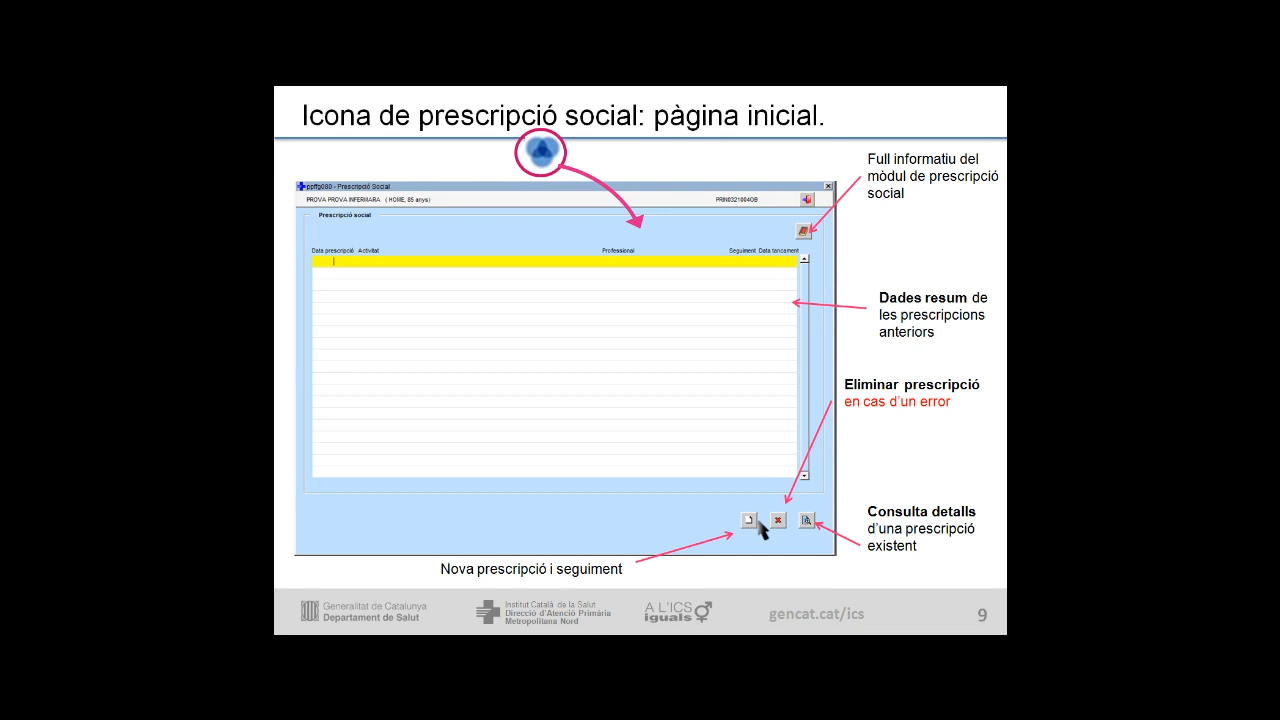 Icona de prescripció social: pàgina inicial.
Full informatiu del
mòdul de prescripció
social
ppffg080 - Prescripció Social
PROVA PROVA INFERMARA ( HOME, 85 anys)
PRIN0321004OB
Prescripció social
Data prescripció Activitat Professional Seguiment Data tancament
Dades resum de
les prescripcions
anteriors
Eliminar prescripció
en cas d'un error
Consulta detalls
d'una prescripció
existent
Nova prescripció i seguiment
Generalitat de Catalunya
Departament de Salut
Institut Català de la Salut
Direcció d'Atenció Primària
Metropolitana Nord
A L'ICS
iguals
gencat.cat/ics
9